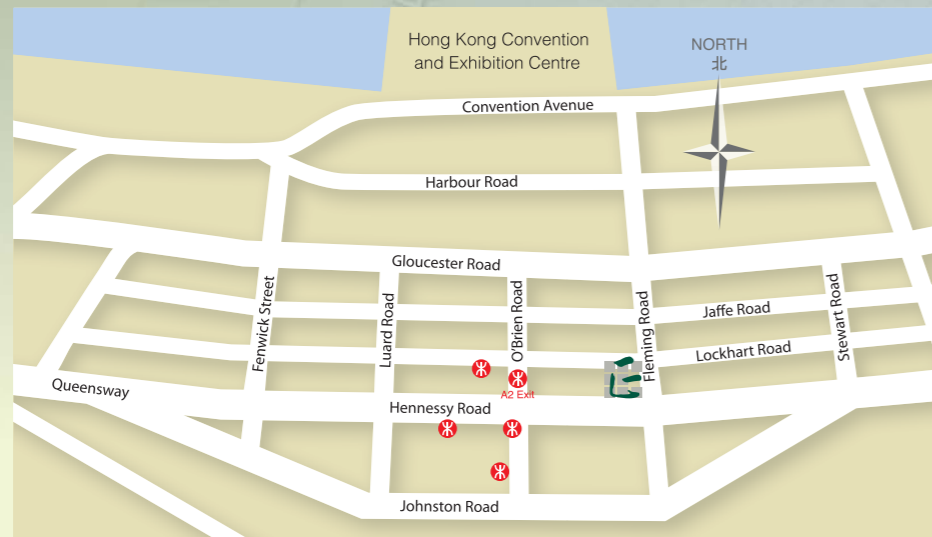 Hong Kong Convention
and Exhibition Centre
NORTH
北
Convention Avenue
Harbour Road
Gloucester Road
Fenwick Street
Luard Road
O'Brien Road
Fleming Road
Jaffe Road
Stewart Road
Lockhart Road
Queensway
A2 Exit
Hennessy Road
Johnston Road